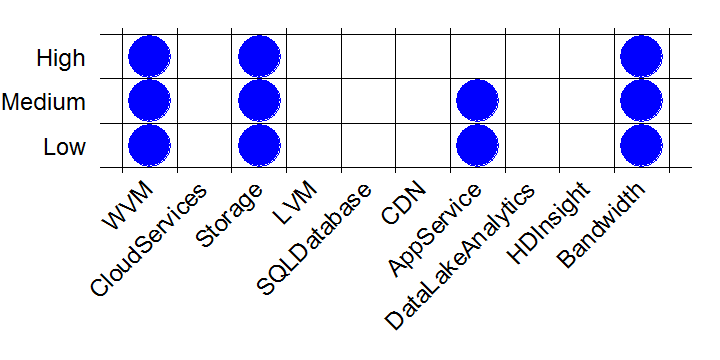 High
Medium
Low
WVM
CloudServices
Storage
LVM
SQLDatabase
CDN
AppService
DataLakeAnalytics
HDInsight
Bandwidth